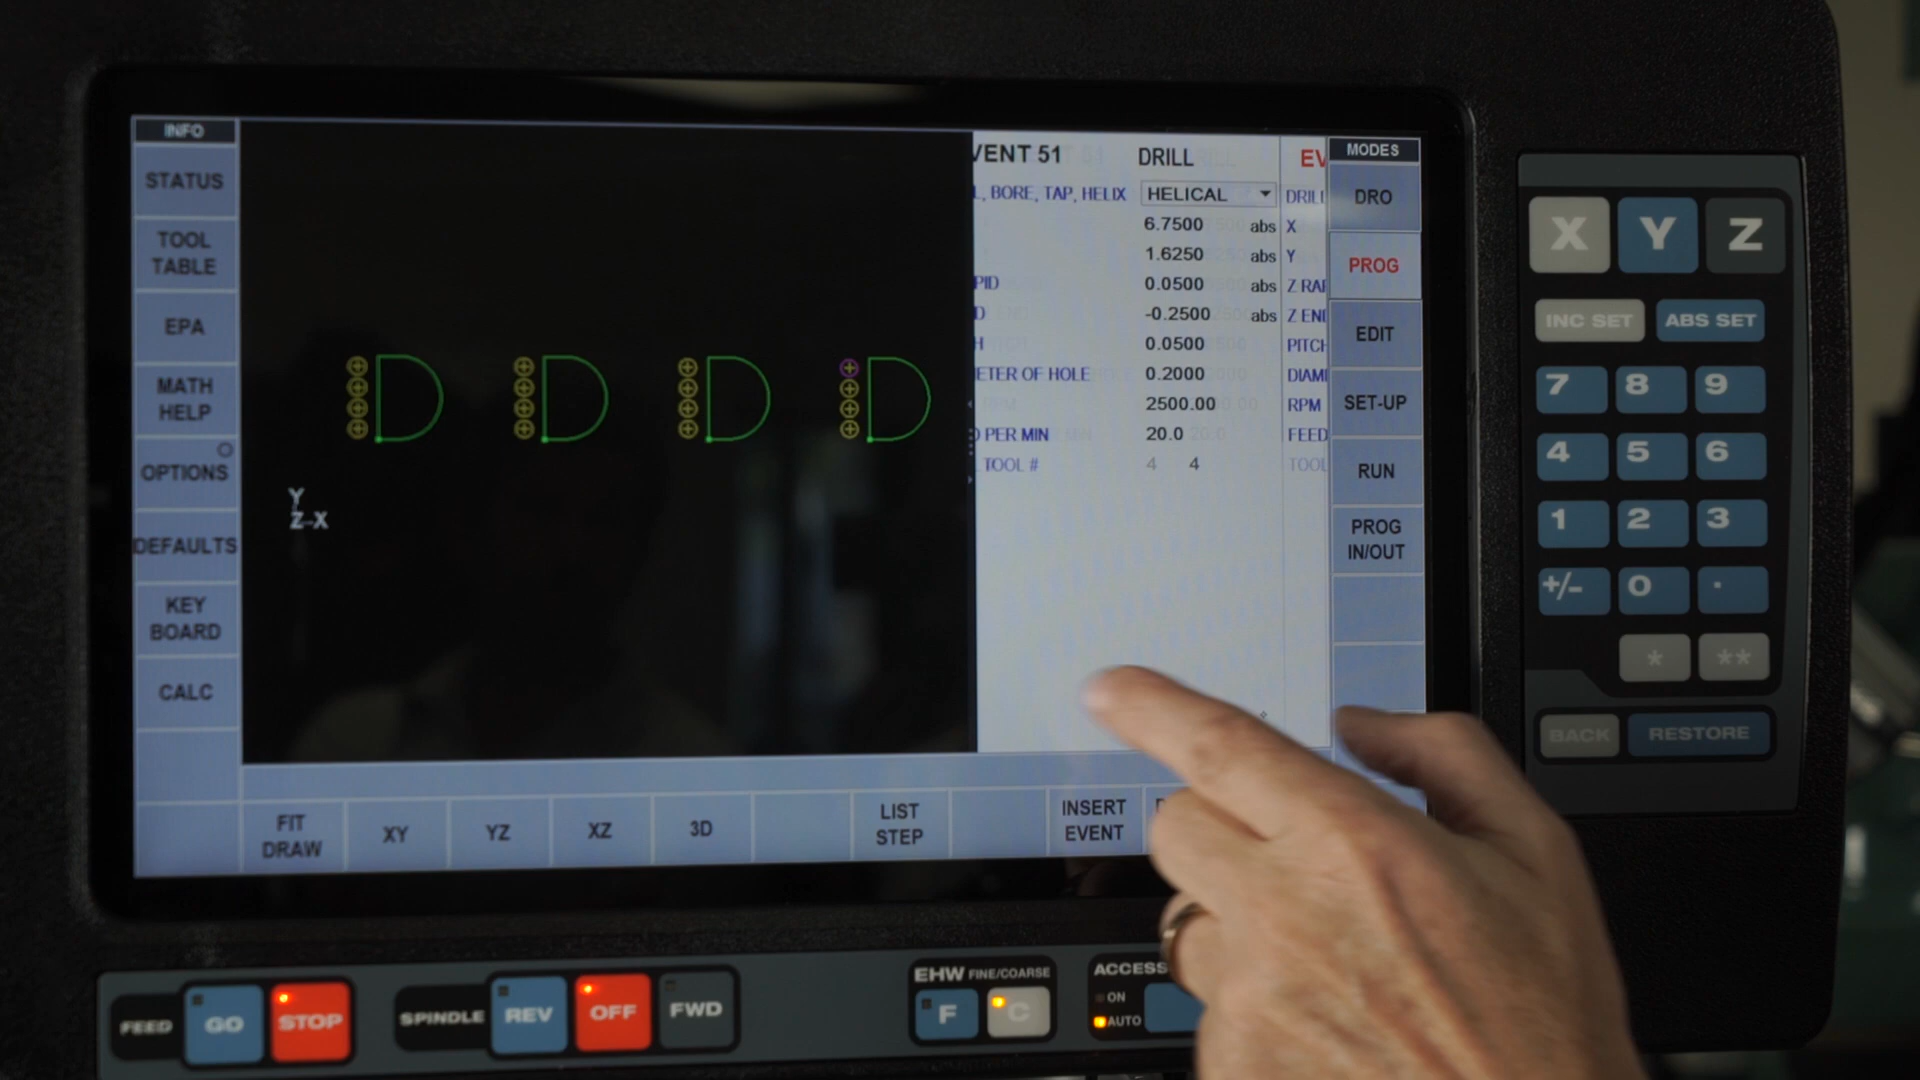 INFO
STATUS
TOOL
TABLE
EPA
MATH
HELP
OPTIONS
DEFAULTS
KEY
BOARD
CALC
Y
Z X
VENT 51 DRILL
L, BORE, TAP, HELIX HELICAL
6.7500 abs
1.6250 abs
PID 0.0500 abs
D -0.2500 abs
H 0.0500
ETER OF HOLE 0.2000
2500.00
D PER MIN 20.0
TOOL # 4 4
EV
DRILL
X
Y
Z RAP
Z END
PITCH
DIAM
RPM
FEED
TOOL
MODES
DRO
PROG
EDIT
SET-UP
RUN
PROG
IN/OUT
FIT
DRAW
XY
YZ
XZ
3D
LIST
STEP
INSERT
EVENT
X Y Z
INC SET ABS SET
7 8 9
4 5 6
1 2 3
+/- 0 .
* **
BACK RESTORE
FEED GO STOP
SPINDLE REV OFF FWD
EHW FINE/COARSE
F C
ACCESS
ON
AUTO